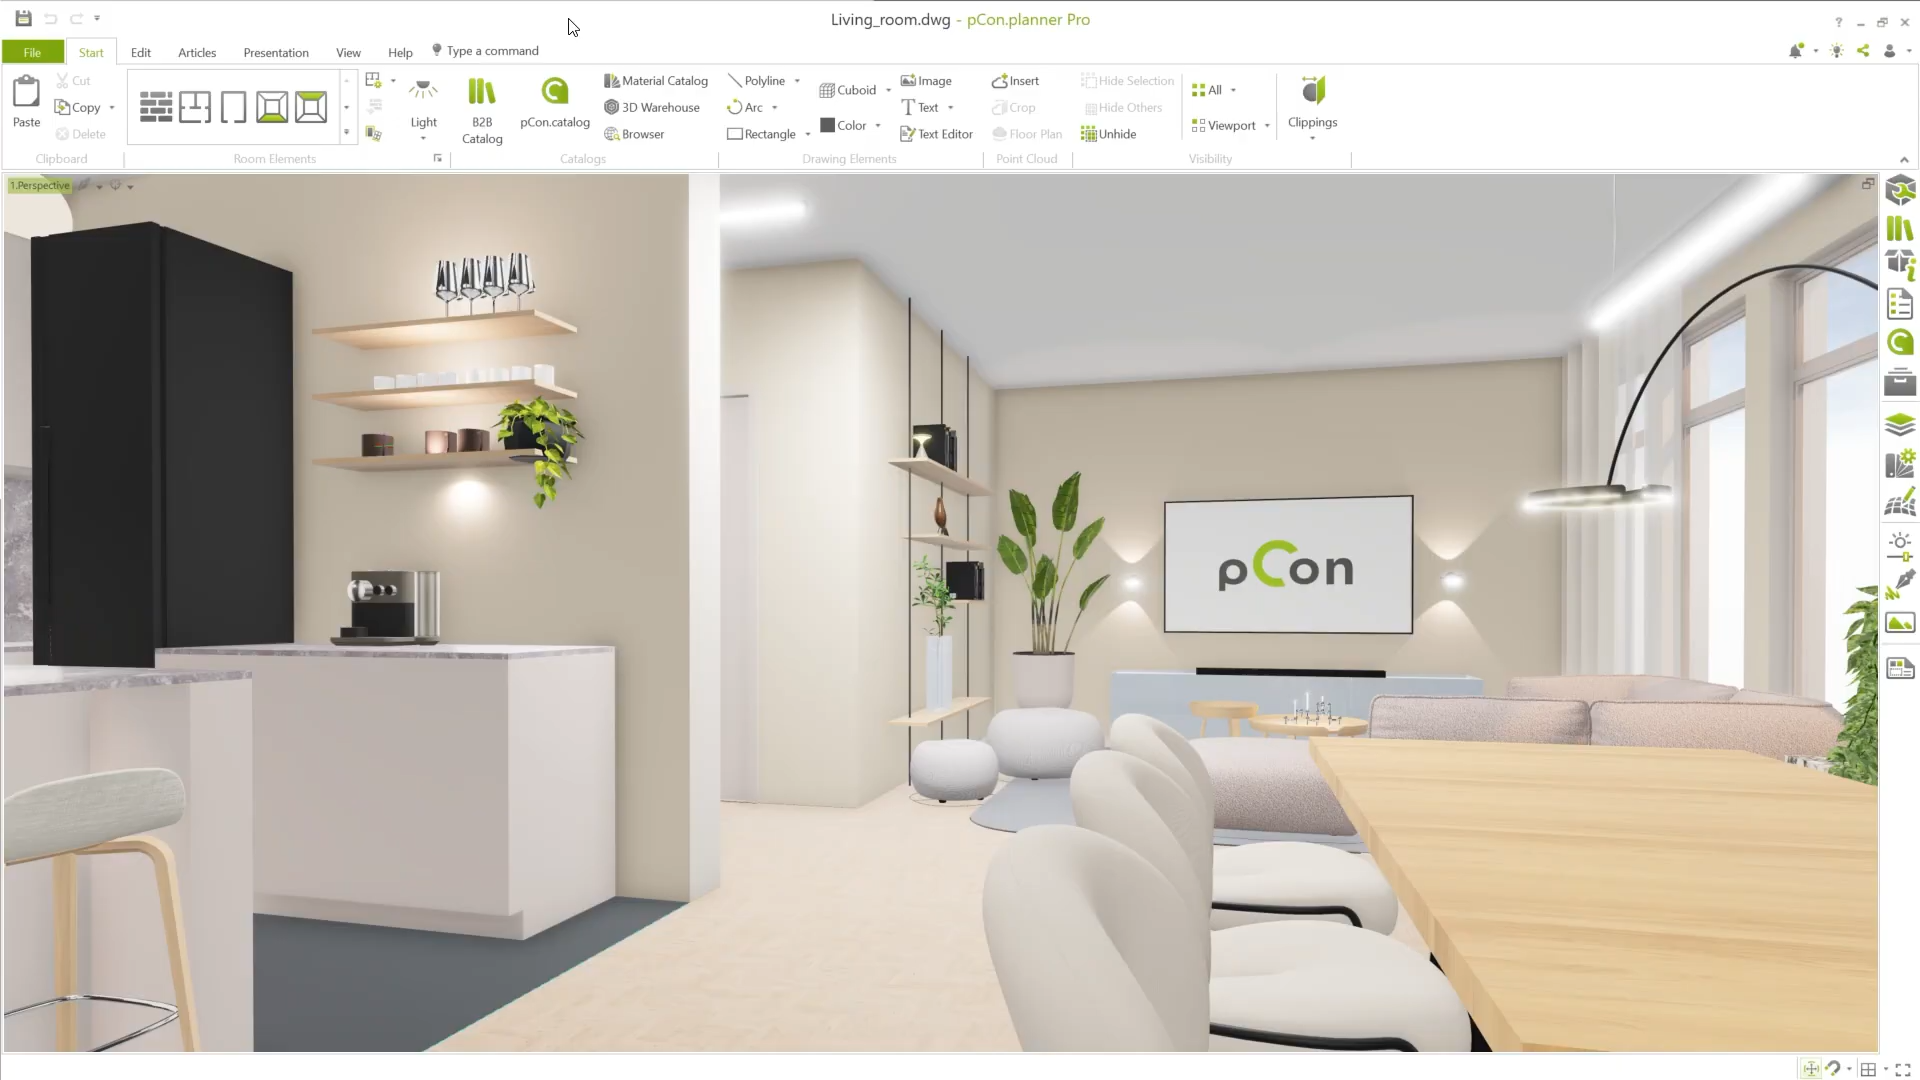 Living_room.dwg - pCon.planner Pro
File Start Edit Articles Presentation View Help Type a command
Paste
Cut
Copy
Delete
Clipboard
Room Elements
Light
B2B Catalog
pCon.catalog
Material Catalog
3D Warehouse
Browser
Catalogs
Polyline
Arc
Rectangle
Cuboid
Color
Image
Text
Text Editor
Drawing Elements
Insert
Crop
Floor Plan
Point Cloud
Hide Selection
Hide Others
Unhide
All
Viewport
Visibility
Clippings
1.Perspective
pCon